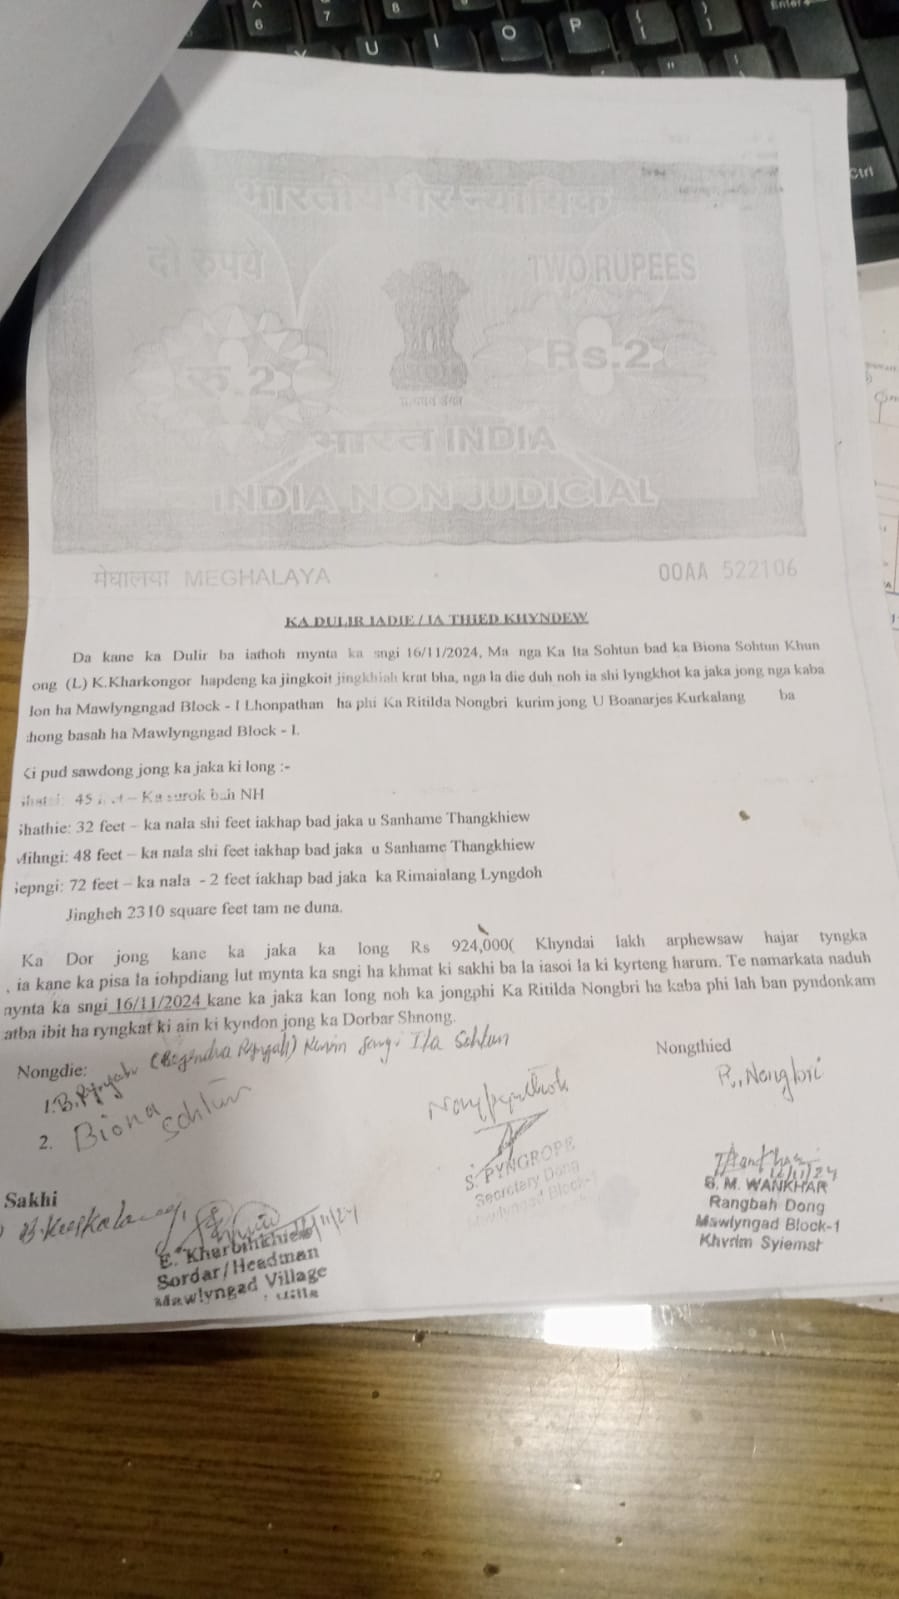 भारतीय गैर न्यायिक
दो रुपये TWO RUPEES
रु.2 Rs.2
सत्यमेव जयते
भारत INDIA
INDIA NON JUDICIAL
मेघालया MEGHALAYA 00AA 522106
KA DULIR IADIE / IA THIED KHYNDEW
Da kane ka Dulir ba iathoh mynta ka sngi 16/11/2024, Ma nga Ka Ita Sohtun bad ka Biona Sohtun Khun
ong (L) K.Kharkongor hapdeng ka jingkoit jingkhiah krat bha, nga la die duh noh ia shi lyngkhot ka jaka jong nga kaba
don ha Mawlyngngad Block - I Lhonpathan ha phi Ka Ritilda Nongbri kurim jong U Boanarjes Kurkalang ba
shong basah ha Mawlyngngad Block - I.
Ki pud sawdong jong ka jaka ki long :-
45 - Ka surok bah NH
Shathie: 32 feet – ka nala shi feet iakhap bad jaka u Sanhame Thangkhiew
Mihngi: 48 feet – ka nala shi feet iakhap bad jaka u Sanhame Thangkhiew
Sepngi: 72 feet – ka nala - 2 feet iakhap bad jaka ka Rimaialang Lyngdoh
Jingheh 2310 square feet tam ne duna.
Ka Dor jong kane ka jaka ka long Rs 924,000( Khyndai lakh arphewsaw hajar tyngka
, ia kane ka pisa la iohpdiang lut mynta ka sngi ha khmat ki sakhi ba la iasoi la ki kyrteng harum. Te namarkata naduh
mynta ka sngi 16/11/2024 kane ka jaka kan long noh ka jongphi Ka Ritilda Nongbri ha kaba phi lah ban pyndonkam
katba ibit ha ryngkat ki ain ki kyndon jong ka Dorbar Shnong.
Nongdie: Nongthied
1. B. Ita Sohtun R. Nongbri
2. Biona Sohtun
S. PYNGROPE
Secretary Dong
Mawlyngad Block-1
Sakhi
16/11/24
S. M. WANKHAR
Rangbah Dong
Mawlyngad Block-1
Khyrim Syiemst
B. Kurkalang
E. Kharbihkhiew
Sordar/Headman
Mawlyngad Village